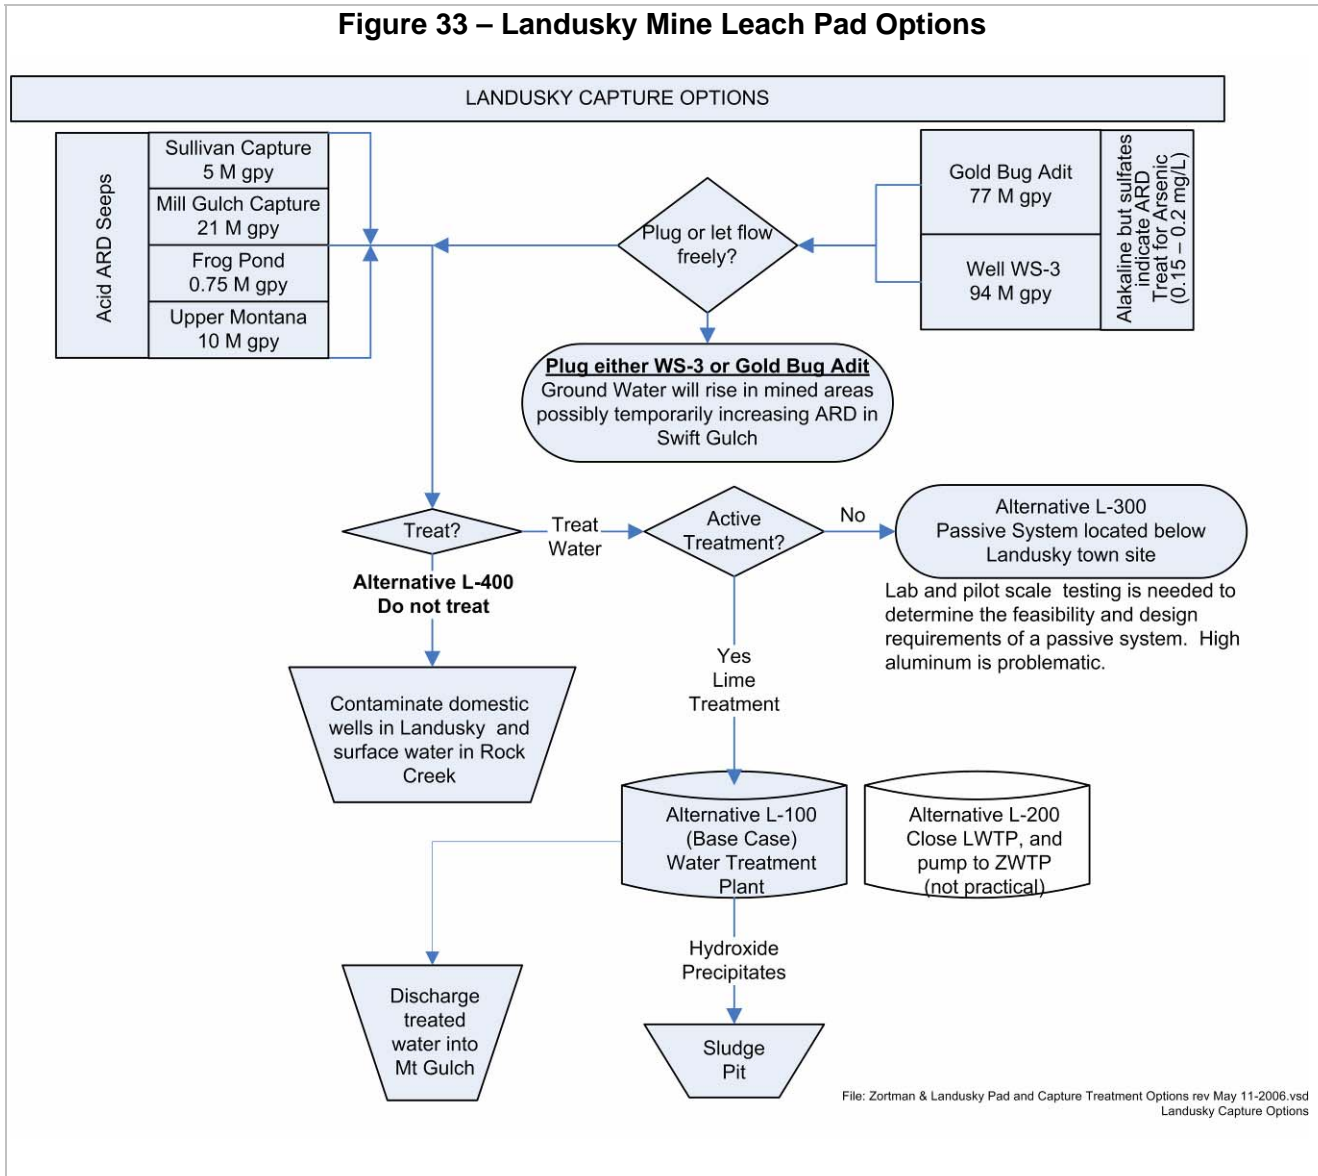 Figure 33 – Landusky Mine Leach Pad Options
LANDUSKY CAPTURE OPTIONS
Acid ARD Seeps
Sullivan Capture
5 M gpy
Mill Gulch Capture
21 M gpy
Frog Pond
0.75 M gpy
Upper Montana
10 M gpy
Plug or let flow
freely?
Gold Bug Adit
77 M gpy
Well WS-3
94 M gpy
Alakaline but sulfates
indicate ARD
Treat for Arsenic
(0.15 – 0.2 mg/L)
Plug either WS-3 or Gold Bug Adit
Ground Water will rise in mined areas
possibly temporarily increasing ARD in
Swift Gulch
Treat?
Treat
Water
Active
Treatment?
No
Alternative L-300
Passive System located below
Landusky town site
Lab and pilot scale testing is needed to
determine the feasibility and design
requirements of a passive system. High
aluminum is problematic.
Alternative L-400
Do not treat
Contaminate domestic
wells in Landusky and
surface water in Rock
Creek
Yes
Lime
Treatment
Alternative L-100
(Base Case)
Water Treatment
Plant
Alternative L-200
Close LWTP, and
pump to ZWTP
(not practical)
Hydroxide
Precipitates
Discharge
treated
water into
Mt Gulch
Sludge
Pit
File: Zortman & Landusky Pad and Capture Treatment Options rev May 11-2006.vsd
Landusky Capture Options